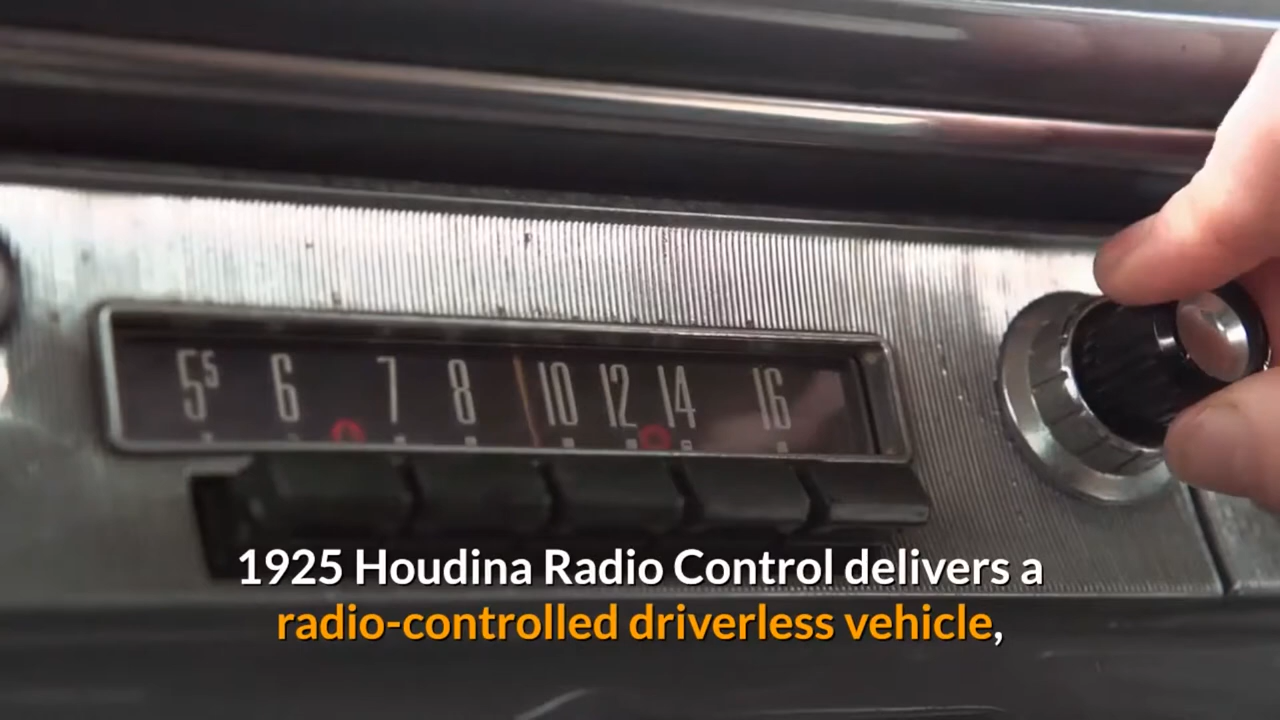 5⁵ 6 7 8 10 12 14 16
1925 Houdina Radio Control delivers a
radio-controlled driverless vehicle,